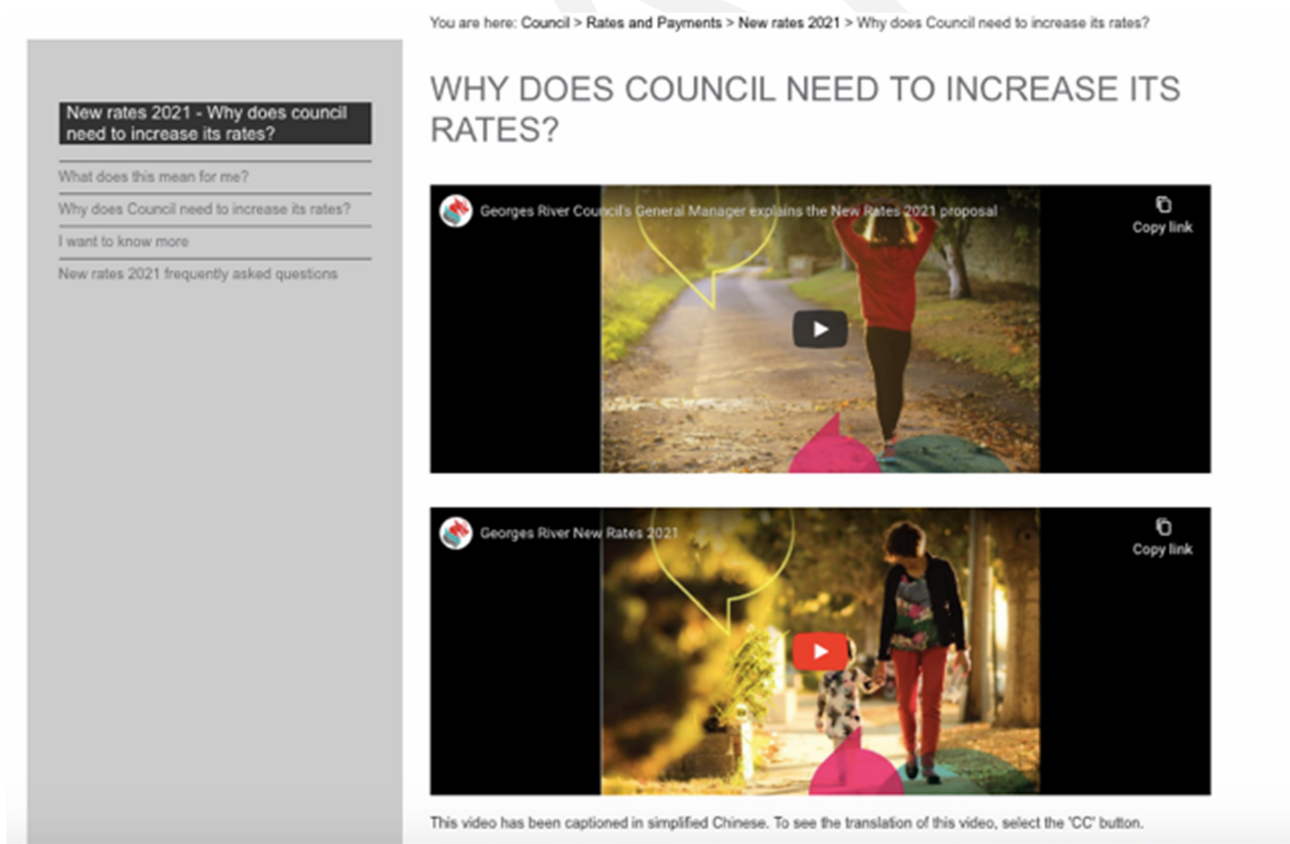 You are here: Council > Rates and Payments > New rates 2021 > Why does Council need to increase its rates?
New rates 2021 - Why does council
need to increase its rates?
What does this mean for me?
Why does Council need to increase its rates?
I want to know more
New rates 2021 frequently asked questions
WHY DOES COUNCIL NEED TO INCREASE ITS
RATES?
Georges River Council's General Manager explains the New Rates 2021 proposal
Copy link
Georges River New Rates 2021
Copy link
This video has been captioned in simplified Chinese. To see the translation of this video, select the 'CC' button.